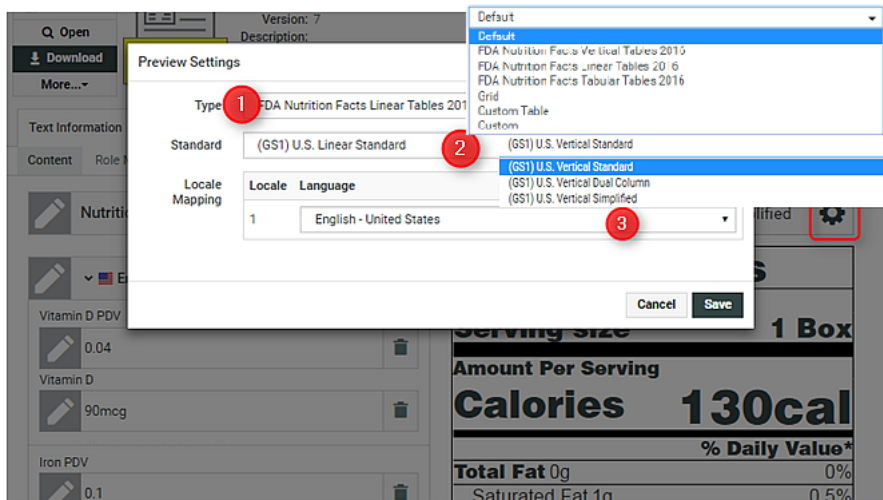 Version: 7
Description:
Q Open
Download
More...
Text Information
Content
Role M
Nutritio
lified
Preview Settings
Type
1
FDA Nutrition Facts Linear Tables 201
Standard
(GS1) U.S. Linear Standard
2
Locale Mapping
Locale Language
1
English - United States
3
Cancel
Save
Default
Default
FDA Nutrition Facts Vertical Tables 2016
FDA Nutrition Facts Linear Tables 2016
FDA Nutrition Facts Tabular Tables 2016
Grid
Custom Table
Custom
(GS1) U.S. Vertical Standard
(GS1) U.S. Vertical Standard
(GS1) U.S. Vertical Dual Column
(GS1) U.S. Vertical Simplified
Vitamin D PDV
0.04
Vitamin D
90mcg
Iron PDV
0.1
Serving size 1 Box
Amount Per Serving
Calories 130cal
% Daily Value*
Total Fat 0g 0%
Saturated Fat 1g 0.5%